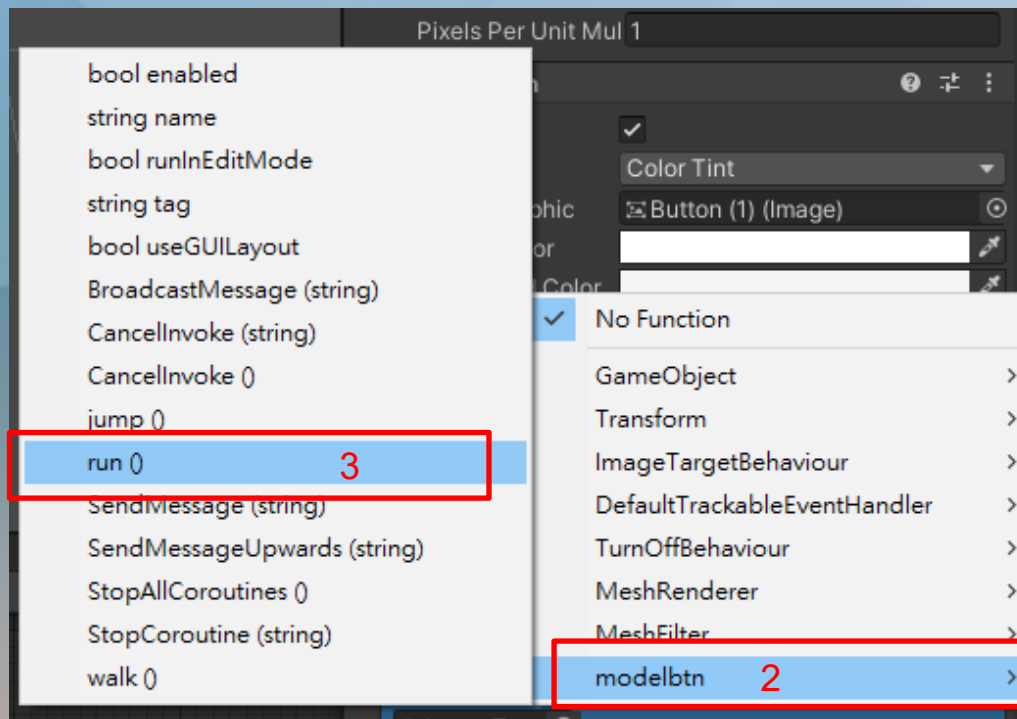 Pixels Per Unit Mul 1
bool enabled
string name
bool runInEditMode
string tag
bool useGUILayout
BroadcastMessage (string)
CancelInvoke (string)
CancelInvoke ()
jump ()
run () 3
SendMessage (string)
SendMessageUpwards (string)
StopAllCoroutines ()
StopCoroutine (string)
walk ()
Color Tint
Button (1) (Image)
Color
No Function
GameObject
Transform
ImageTargetBehaviour
DefaultTrackableEventHandler
TurnOffBehaviour
MeshRenderer
MeshFilter
modelbtn 2